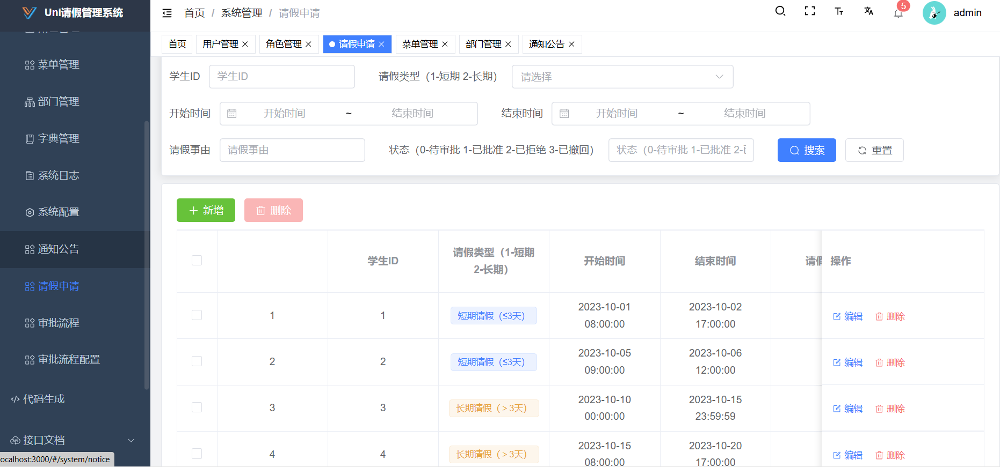 Uni请假管理系统
首页 / 系统管理 / 请假申请
5
admin
首页
用户管理
角色管理
请假申请
菜单管理
部门管理
通知公告
菜单管理
部门管理
字典管理
系统日志
系统配置
通知公告
请假申请
审批流程
审批流程配置
代码生成
接口文档
ocalhost:3000/#/system/notice
学生ID 学生ID 请假类型（1-短期 2-长期） 请选择
开始时间 开始时间 ~ 结束时间 结束时间 开始时间 ~ 结束时间
请假事由 请假事由 状态（0-待审批 1-已批准 2-已拒绝 3-已撤回） 状态（0-待审批 1-已批准 2-已 搜索 重置
新增 删除
学生ID 请假类型（1-短期 2-长期） 开始时间 结束时间 请假 操作
1 1 短期请假（≤3天） 2023-10-01 08:00:00 2023-10-02 17:00:00 编辑 删除
2 2 短期请假（≤3天） 2023-10-05 09:00:00 2023-10-06 12:00:00 编辑 删除
3 3 长期请假（＞3天） 2023-10-10 00:00:00 2023-10-15 23:59:59 编辑 删除
4 4 长期请假（＞3天） 2023-10-15 08:00:00 2023-10-20 17:00:00 编辑 删除